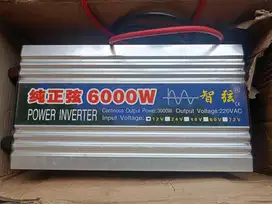 纯正弦 6000W 智弦
POWER INVERTER
Continuous Output Power:3000W Output Voltage:220VAC
Input Voltage: 12V 24V 48V 60V 72V